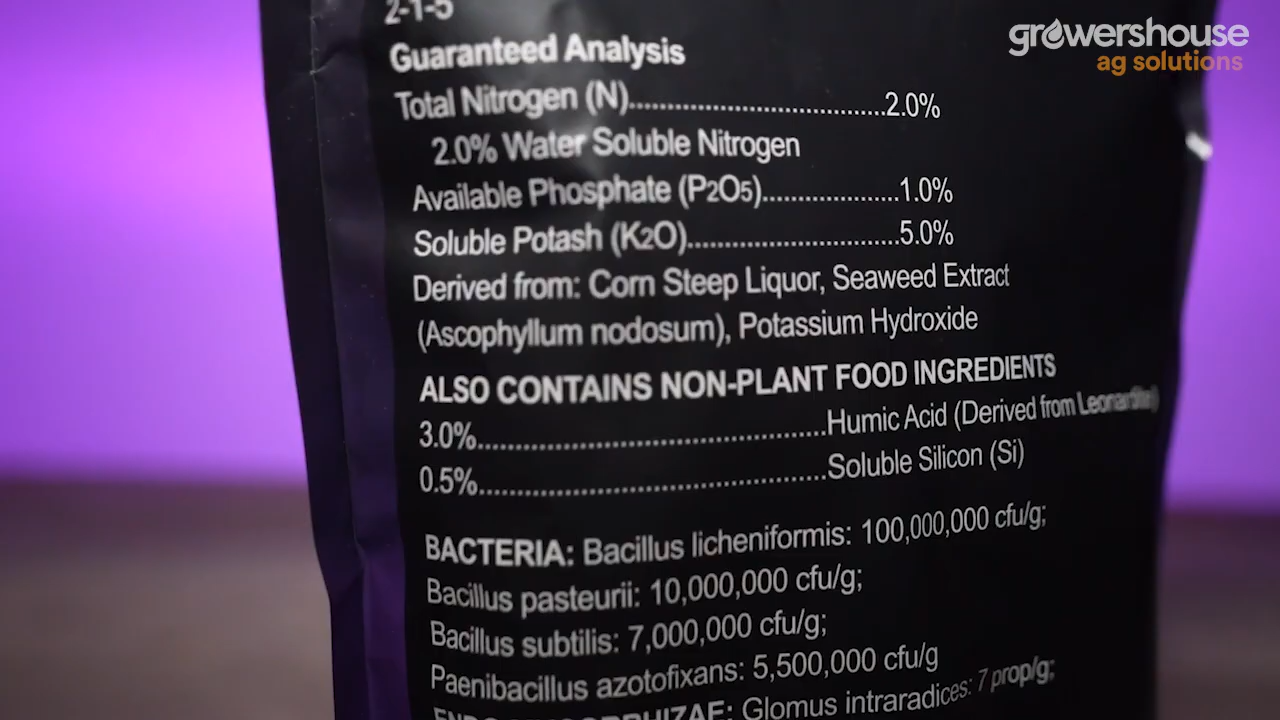 growershouse
ag solutions
2-1-5
Guaranteed Analysis
Total Nitrogen (N)..............................................2.0%
2.0% Water Soluble Nitrogen
Available Phosphate (P2O5).........................1.0%
Soluble Potash (K2O)......................................5.0%
Derived from: Corn Steep Liquor, Seaweed Extract
(Ascophyllum nodosum), Potassium Hydroxide
ALSO CONTAINS NON-PLANT FOOD INGREDIENTS
3.0%..............................................................Humic Acid (Derived from Leonardite)
0.5%..............................................................Soluble Silicon (Si)
BACTERIA: Bacillus licheniformis: 100,000,000 cfu/g;
Bacillus pasteurii: 10,000,000 cfu/g;
Bacillus subtilis: 7,000,000 cfu/g;
Paenibacillus azotofixans: 5,500,000 cfu/g
Glomus intraradices: 7 prop/g;